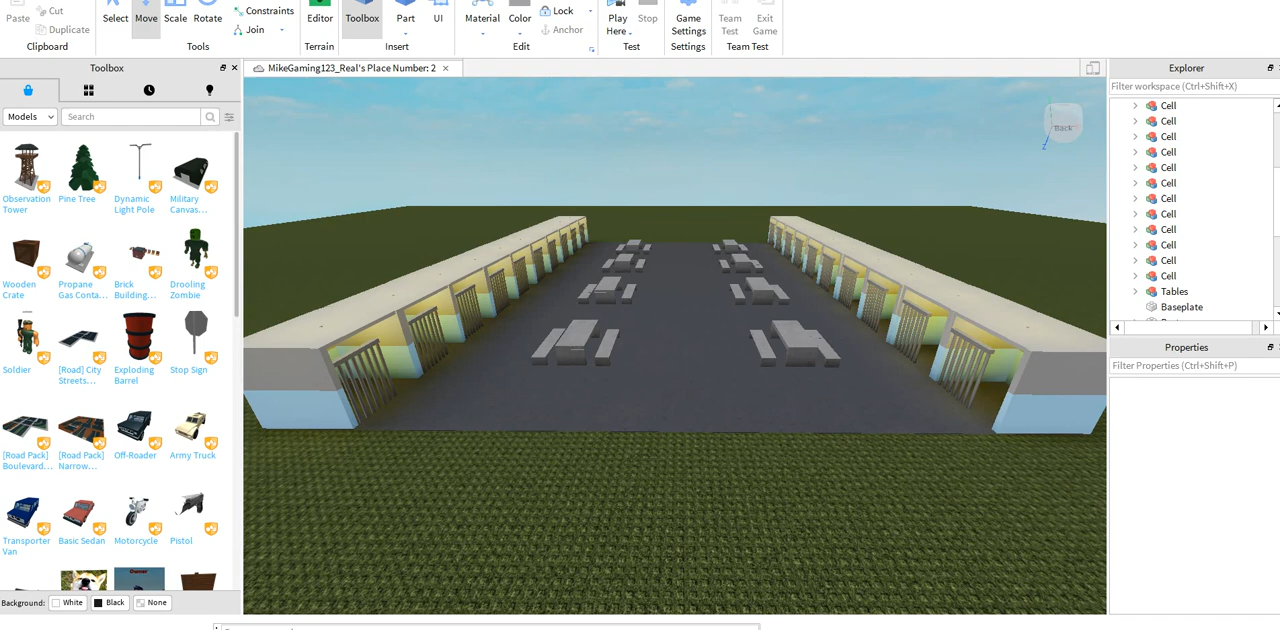 Paste
Cut
Duplicate
Clipboard
Select
Move
Scale
Rotate
Constraints
Join
Tools
Editor
Terrain
Toolbox
Part
UI
Insert
Material
Color
Lock
Anchor
Edit
Play Here
Stop
Test
Game Settings
Settings
Team Test
Exit Game
Team Test
Toolbox
MikeGaming123_Real's Place Number: 2
Explorer
Filter workspace (Ctrl+Shift+X)
Models
Search
Observation Tower
Pine Tree
Dynamic Light Pole
Military Canvas...
Wooden Crate
Propane Gas Conta...
Brick Building...
Drooling Zombie
Soldier
[Road] City Streets...
Exploding Barrel
Stop Sign
[Road Pack] Boulevard...
[Road Pack] Narrow...
Off-Roader
Army Truck
Transporter Van
Basic Sedan
Motorcycle
Pistol
Owner
Background:
White
Black
None
Back
Z
Cell
Cell
Cell
Cell
Cell
Cell
Cell
Cell
Cell
Cell
Cell
Cell
Tables
Baseplate
Properties
Filter Properties (Ctrl+Shift+P)